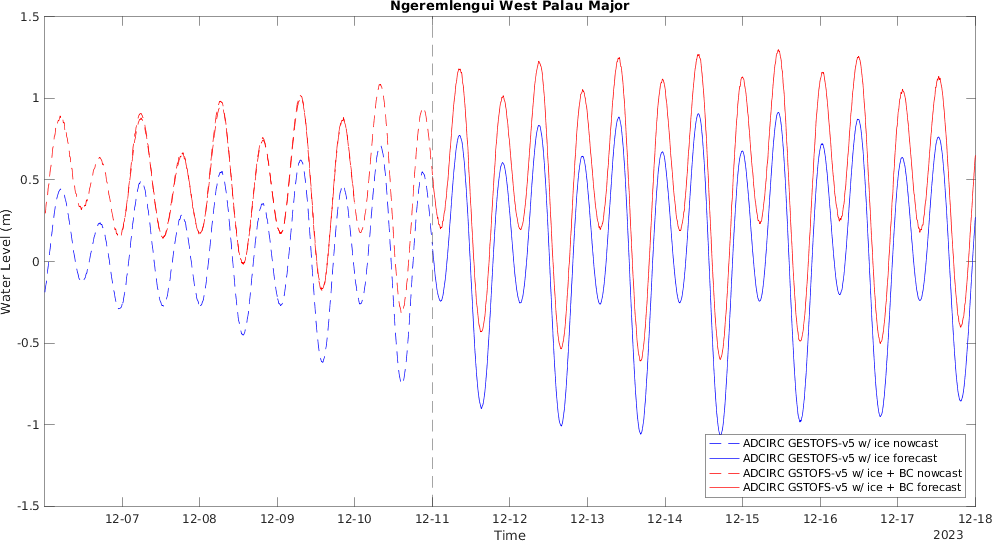 Ngeremlengui West Palau Major
1.5
1
0.5
0
-0.5
-1
-1.5
Water Level (m)
12-07 12-08 12-09 12-10 12-11 12-12 12-13 12-14 12-15 12-16 12-17 12-18
Time
2023
ADCIRC GESTOFS-v5 w/ ice nowcast
ADCIRC GESTOFS-v5 w/ ice forecast
ADCIRC GSTOFS-v5 w/ ice + BC nowcast
ADCIRC GSTOFS-v5 w/ ice + BC forecast